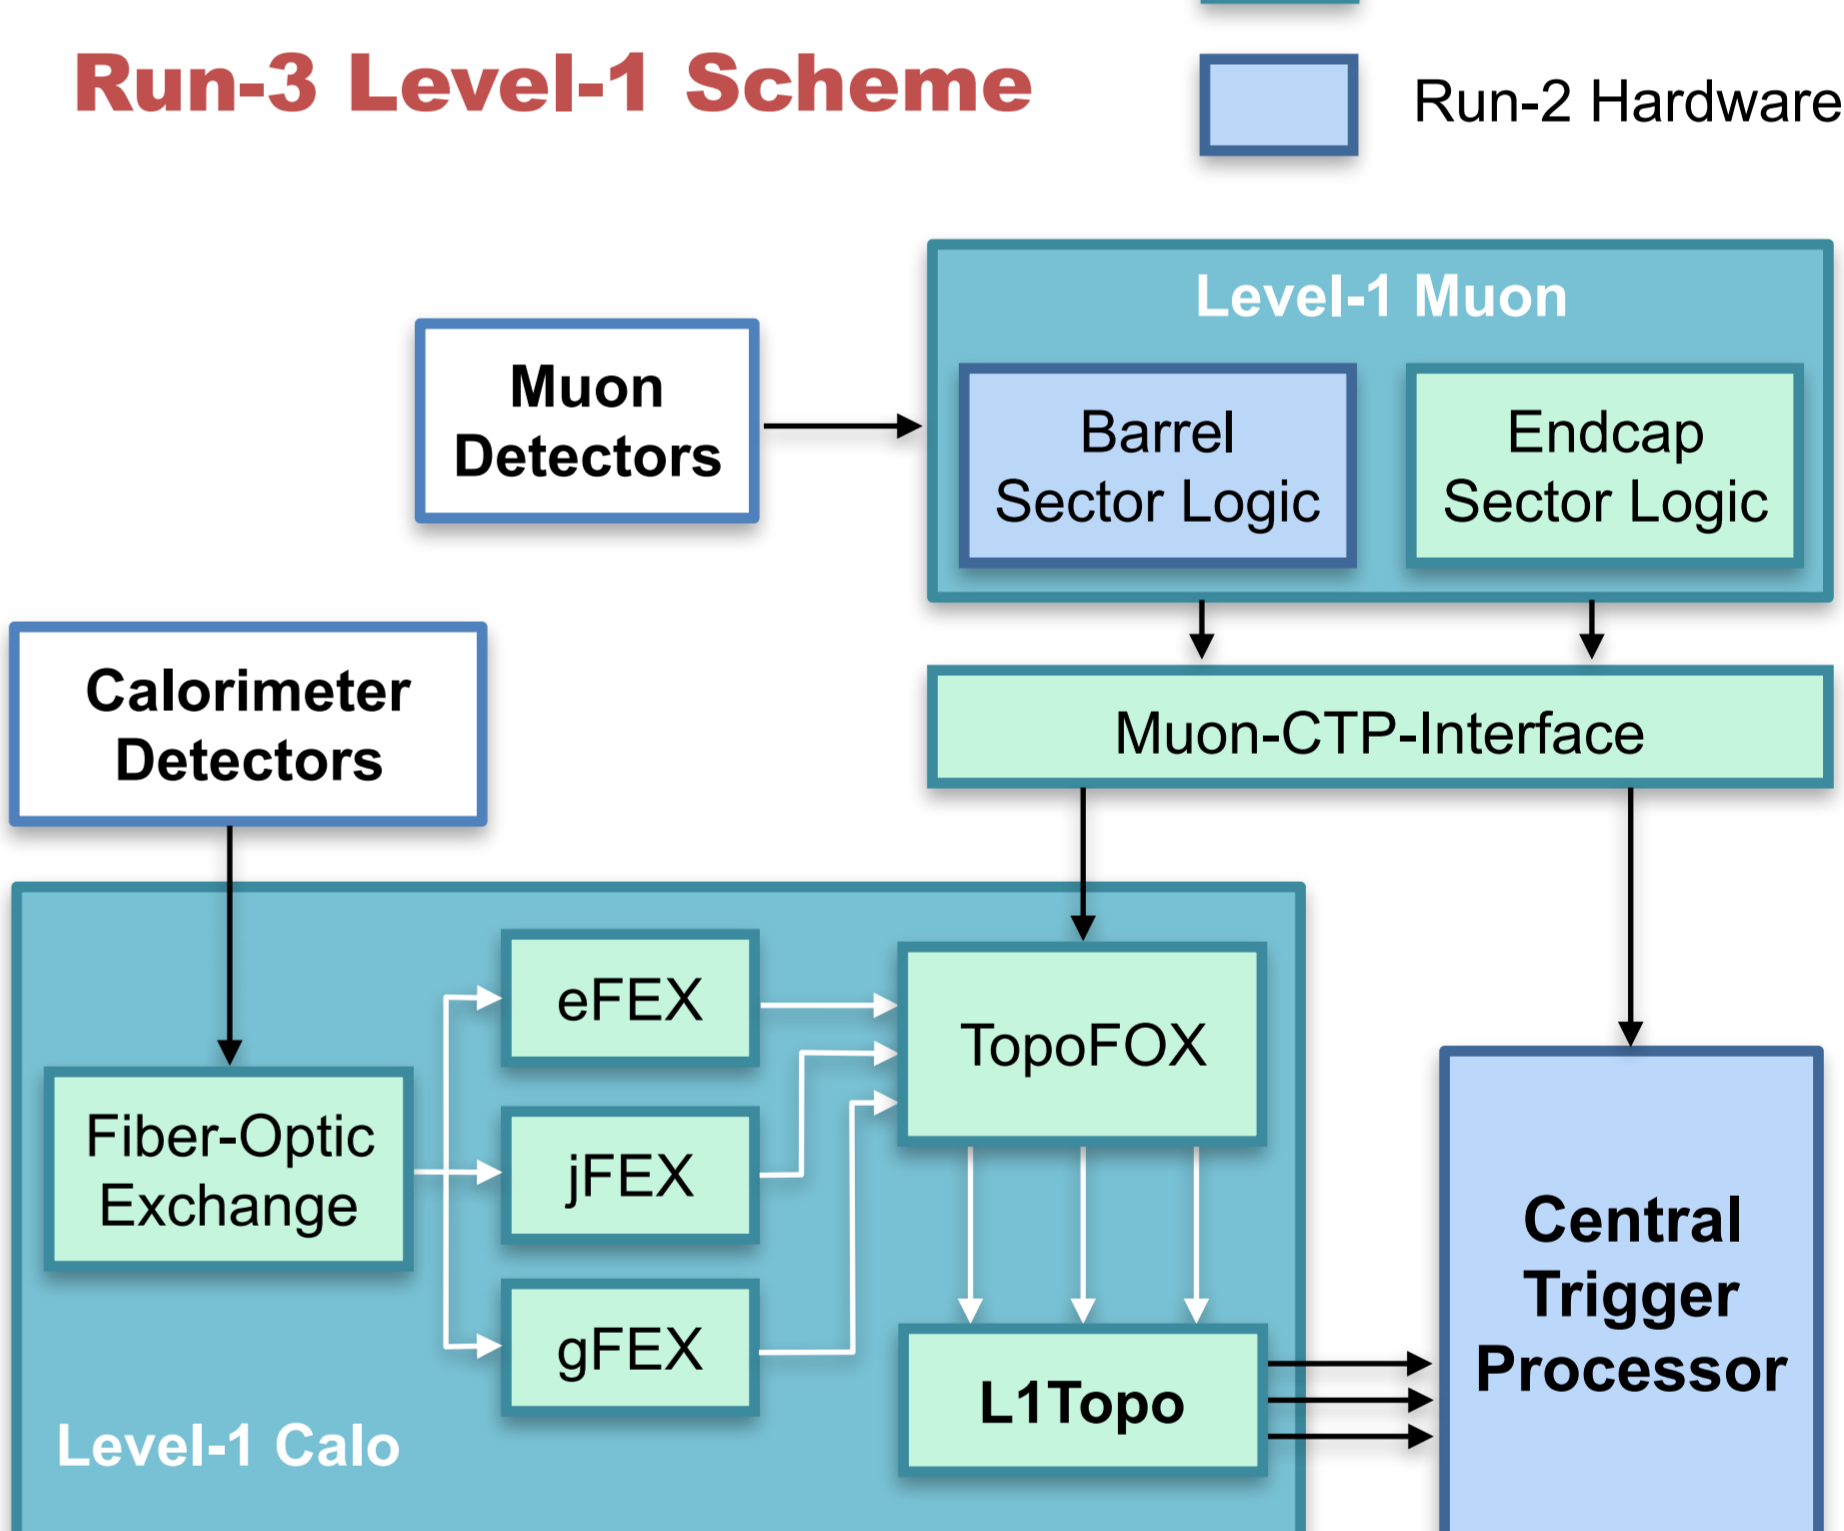 Run-3 Level-1 Scheme
Run-2 Hardware
Level-1 Muon
Muon
Detectors
Barrel
Sector Logic
Endcap
Sector Logic
Calorimeter
Detectors
Muon-CTP-Interface
eFEX
TopoFOX
Fiber-Optic
Exchange
jFEX
gFEX
Central
Trigger
Processor
L1Topo
Level-1 Calo